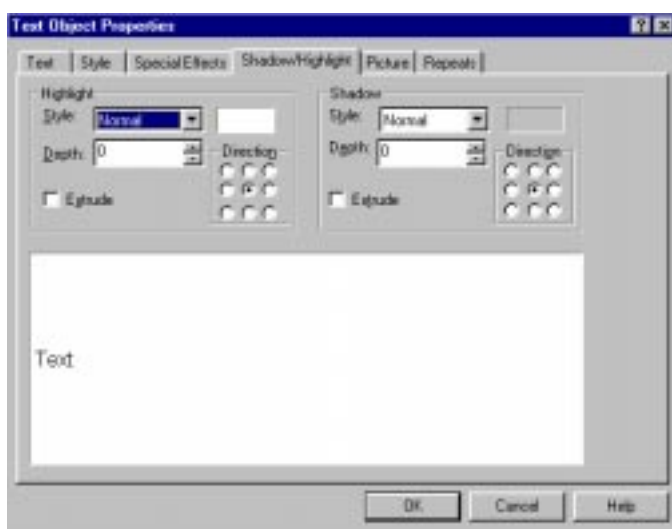 Text Object Properties
Text Style Special Effects Shadow/Highlight Picture Repeats
Highlight Shadow
Style: Normal Style: Normal
Depth: 0 Direction Depth: 0 Direction
Extrude Extrude
Text
OK Cancel Help